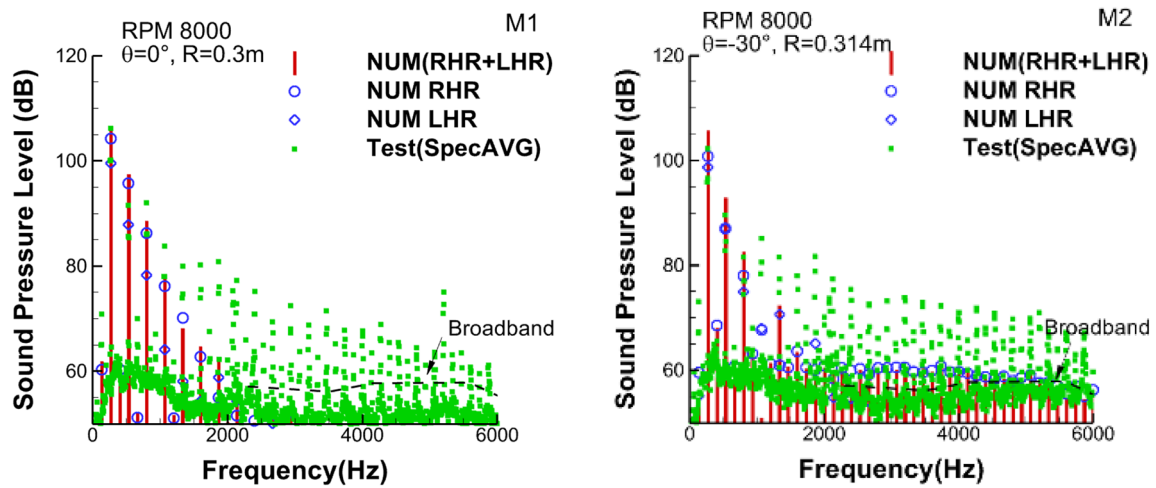 RPM 8000
θ=0°, R=0.3m
M1
NUM(RHR+LHR)
NUM RHR
NUM LHR
Test(SpecAVG)
Broadband
Sound Pressure Level (dB)
120
100
80
60
0
2000
4000
6000
Frequency(Hz)
RPM 8000
θ=-30°, R=0.314m
M2
NUM(RHR+LHR)
NUM RHR
NUM LHR
Test(SpecAVG)
Broadband
Sound Pressure Level (dB)
120
100
80
60
0
2000
4000
6000
Frequency(Hz)